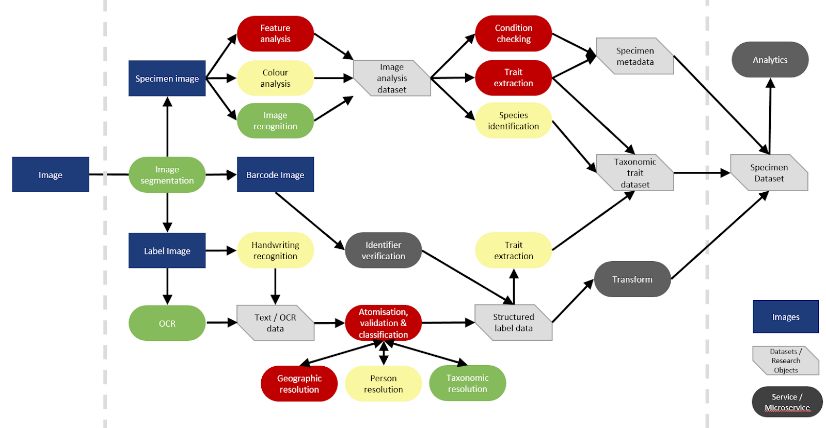 Feature
analysis
Condition
checking
Specimen
metadata
Analytics
Specimen image
Colour
analysis
Image
analysis
dataset
Trait
extraction
Image
recognition
Species
identification
Image
Image
segmentation
Barcode Image
Taxonomic
trait
dataset
Specimen
Dataset
Label Image
Handwriting
recognition
Identifier
verification
Trait
extraction
Transform
OCR
Text / OCR
data
Atomisation,
validation &
classification
Structured
label data
Images
Geographic
resolution
Person
resolution
Taxonomic
resolution
Datasets /
Research
Objects
Service /
Microservice